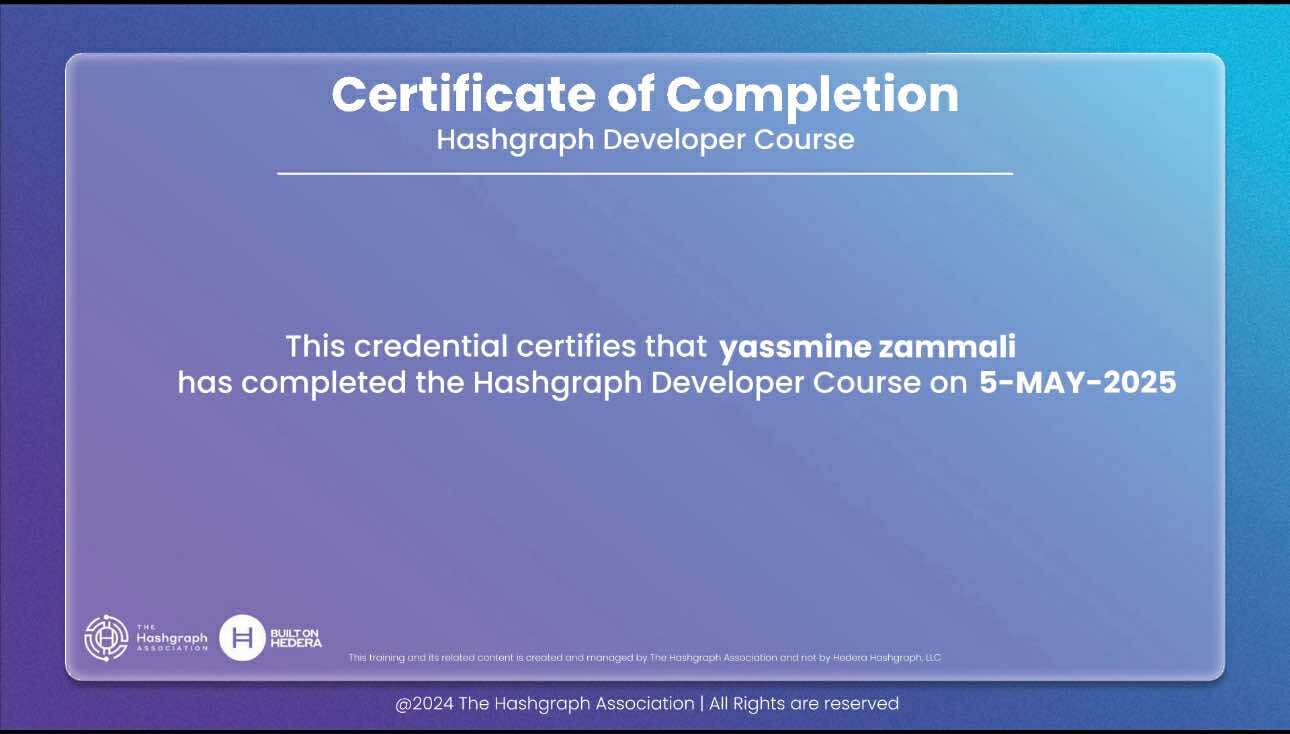 Certificate of Completion
Hashgraph Developer Course
This credential certifies that yassmine zammali
has completed the Hashgraph Developer Course on 5-MAY-2025
THE
Hashgraph
ASSOCIATION
BUILT ON
HEDERA
This training and its related content is created and managed by The Hashgraph Association and not by Hedera Hashgraph, LLC
@2024 The Hashgraph Association | All Rights are reserved